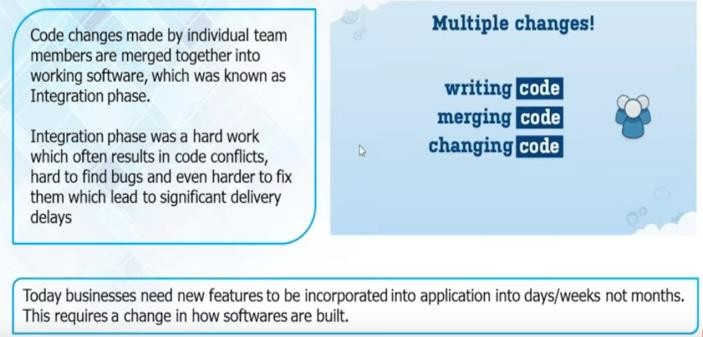 Code changes made by individual team
members are merged together into
working software, which was known as
Integration phase.
Integration phase was a hard work
which often results in code conflicts,
hard to find bugs and even harder to fix
them which lead to significant delivery
delays
Multiple changes!
writing code
merging code
changing code
Today businesses need new features to be incorporated into application into days/weeks not months.
This requires a change in how softwares are built.